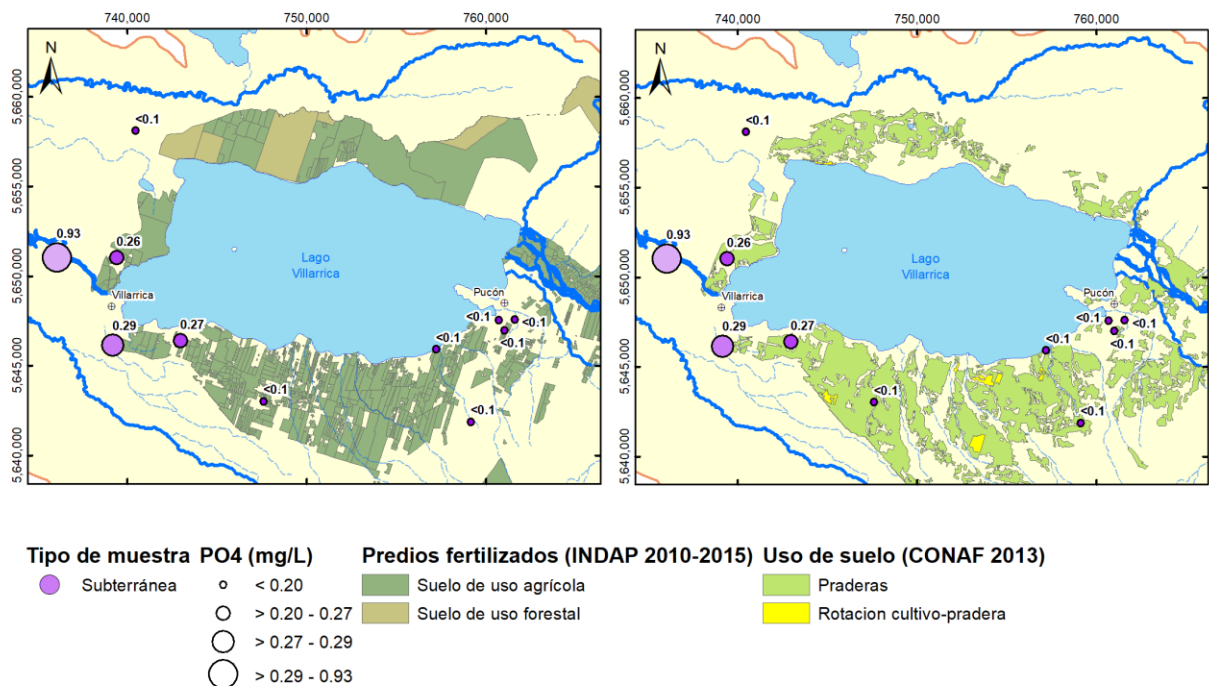 740,000 750,000 760,000
740,000 750,000 760,000
N
5,660,000
5,655,000
5,650,000
5,645,000
5,640,000
<0.1
0.93
0.26
Lago
Villarrica
Villarrica
Pucón
0.29
0.27
<0.1
<0.1
<0.1
<0.1
<0.1
<0.1
N
5,660,000
5,655,000
5,650,000
5,645,000
5,640,000
<0.1
0.93
0.26
Lago
Villarrica
Villarrica
Pucón
0.29
0.27
<0.1
<0.1
<0.1
<0.1
<0.1
<0.1
Tipo de muestra PO4 (mg/L) Predios fertilizados (INDAP 2010-2015) Uso de suelo (CONAF 2013)
Subterránea < 0.20 Suelo de uso agrícola Praderas
> 0.20 - 0.27 Suelo de uso forestal Rotacion cultivo-pradera
> 0.27 - 0.29
> 0.29 - 0.93